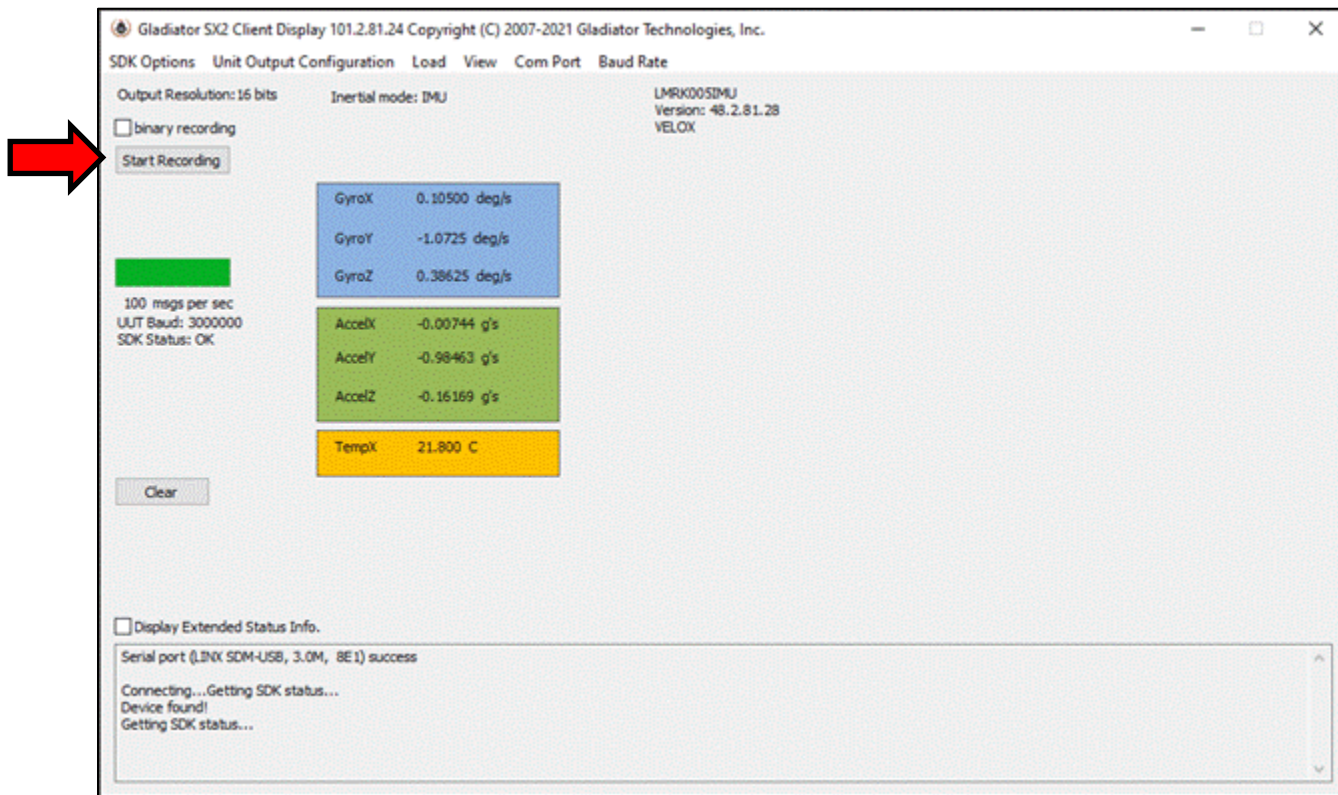 Gladiator SX2 Client Display 101.2.81.24 Copyright (C) 2007-2021 Gladiator Technologies, Inc.
SDK Options Unit Output Configuration Load View Com Port Baud Rate
Output Resolution: 16 bits
Inertial mode: IMU
LMRK005IMU
Version: 48.2.81.28
VELOX
binary recording
Start Recording
GyroX 0.10500 deg/s
GyroY -1.0725 deg/s
GyroZ 0.38625 deg/s
100 msgs per sec
UUT Baud: 3000000
SDK Status: OK
AccelX -0.00744 g's
AccelY -0.98463 g's
AccelZ -0.16169 g's
TempX 21.800 C
Clear
Display Extended Status Info.
Serial port (LINX SDM-USB, 3.0M, 8E1) success
Connecting...Getting SDK status...
Device found!
Getting SDK status...